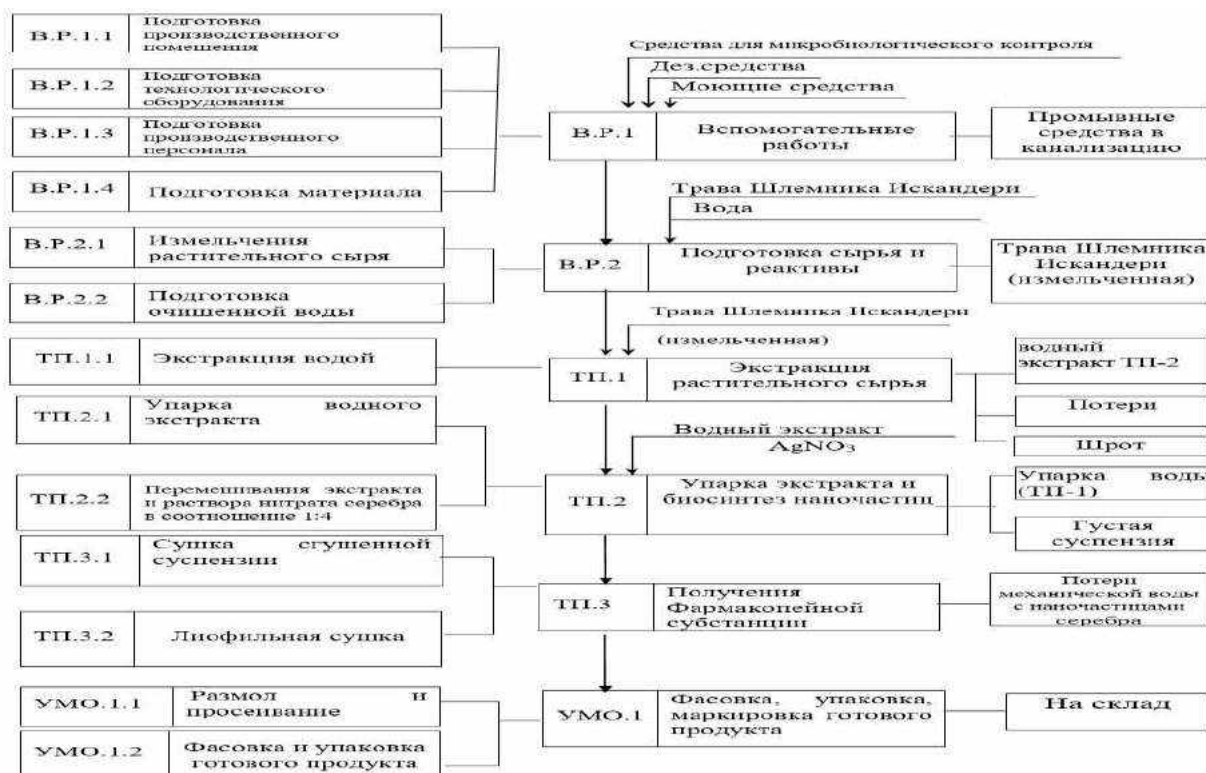 В.Р.1.1
Подготовка
производственного
помешения
В.Р.1.2
Подготовка
технологического
оборудования
В.Р.1.3
Подготовка
производственного
персонала
В.Р.1.4
Подготовка материала
В.Р.2.1
Измельчения
растительного сыря
В.Р.2.2
Подготовка
очишенной воды
ТП.1.1
Экстракция водой
ТП.2.1
Упарка водного
экстракта
ТП.2.2
Перемешивания экстракта
и раствора нитрата серебра
в соотношение 1:4
ТП.3.1
Сушка сгушенной
суспензии
ТП.3.2
Лиофильная сушка
УМО.1.1
Размол и
просеивание
УМО.1.2
Фасовка и упаковка
готового продукта
Средства для микробиологического контроля
Дез.средства
Моющие средства
В.Р.1
Вспомогательные
работы
Промывные
средства в
канализацию
Трава Шлемника Искандери
Вода
В.Р.2
Подготовка сырья и
реактивы
Трава Шлемника
Искандери
(измельченная)
Трава Шлемника Искандери
(измельченная)
ТП.1
Экстракция
растительного сырья
водный
экстракт ТП-2
Потери
Шрот
Водный экстракт
AgNO3
ТП.2
Упарка экстракта и
биосинтез наночастиц
Упарка воды
(ТП-1)
Густая
суспензия
ТП.3
Получения
Фармакопейной
субстанции
Потери
механической воды
с наночастицами
серебра
УМО.1
Фасовка, упаковка,
маркировка готового
продукта
На склад